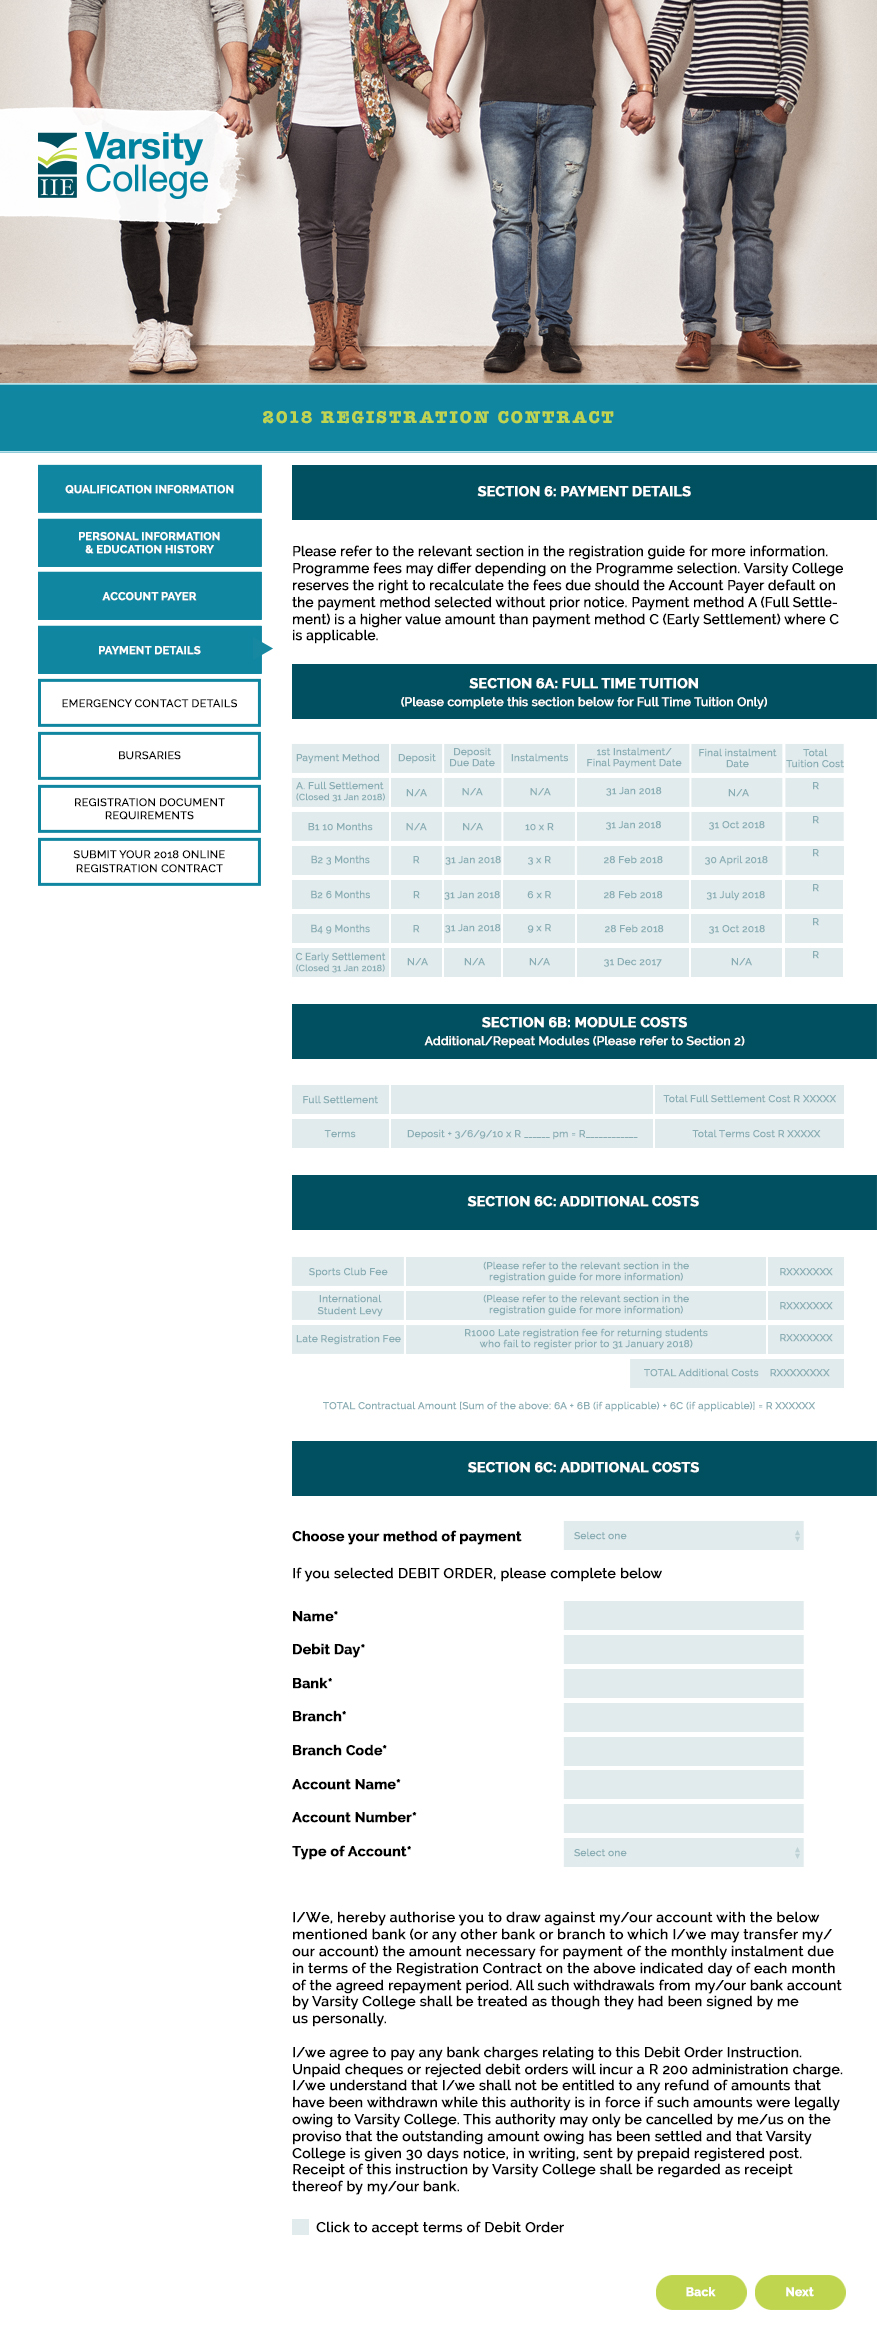 IIE
Varsity
College
2018 REGISTRATION CONTRACT
QUALIFICATION INFORMATION
PERSONAL INFORMATION
& EDUCATION HISTORY
ACCOUNT PAYER
PAYMENT DETAILS
EMERGENCY CONTACT DETAILS
BURSARIES
REGISTRATION DOCUMENT
REQUIREMENTS
SUBMIT YOUR 2018 ONLINE
REGISTRATION CONTRACT
SECTION 6: PAYMENT DETAILS
Please refer to the relevant section in the registration guide for more information.
Programme fees may differ depending on the Programme selection. Varsity College
reserves the right to recalculate the fees due should the Account Payer default on
the payment method selected without prior notice. Payment method A (Full Settle-
ment) is a higher value amount than payment method C (Early Settlement) where C
is applicable.
SECTION 6A: FULL TIME TUITION
(Please complete this section below for Full Time Tuition Only)
Payment Method Deposit Deposit Due Date Instalments 1st Instalment/ Final Payment Date Final instalment Date Total Tuition Cost
A. Full Settlement (Closed 31 Jan 2018) N/A N/A N/A 31 Jan 2018 N/A R
B1 10 Months N/A N/A 10 x R 31 Jan 2018 31 Oct 2018 R
B2 3 Months R 31 Jan 2018 3 x R 28 Feb 2018 30 April 2018 R
B2 6 Months R 31 Jan 2018 6 x R 28 Feb 2018 31 July 2018 R
B4 9 Months R 31 Jan 2018 9 x R 28 Feb 2018 31 Oct 2018 R
C Early Settlement (Closed 31 Jan 2018) N/A N/A N/A 31 Dec 2017 N/A R
SECTION 6B: MODULE COSTS
Additional/Repeat Modules (Please refer to Section 2)
Full Settlement Total Full Settlement Cost R XXXXX
Terms Deposit + 3/6/9/10 x R ______ pm = R____________ Total Terms Cost R XXXXX
SECTION 6C: ADDITIONAL COSTS
Sports Club Fee (Please refer to the relevant section in the registration guide for more information) RXXXXXXX
International Student Levy (Please refer to the relevant section in the registration guide for more information) RXXXXXXX
Late Registration Fee R1000 Late registration fee for returning students who fail to register prior to 31 January 2018) RXXXXXXX
TOTAL Additional Costs RXXXXXXXX
TOTAL Contractual Amount [Sum of the above: 6A + 6B (if applicable) + 6C (if applicable)] = R XXXXXX
SECTION 6C: ADDITIONAL COSTS
Choose your method of payment Select one
If you selected DEBIT ORDER, please complete below
Name*
Debit Day*
Bank*
Branch*
Branch Code*
Account Name*
Account Number*
Type of Account* Select one
I/We, hereby authorise you to draw against my/our account with the below
mentioned bank (or any other bank or branch to which I/we may transfer my/
our account) the amount necessary for payment of the monthly instalment due
in terms of the Registration Contract on the above indicated day of each month
of the agreed repayment period. All such withdrawals from my/our bank account
by Varsity College shall be treated as though they had been signed by me
us personally.
I/we agree to pay any bank charges relating to this Debit Order Instruction.
Unpaid cheques or rejected debit orders will incur a R 200 administration charge.
I/we understand that I/we shall not be entitled to any refund of amounts that
have been withdrawn while this authority is in force if such amounts were legally
owing to Varsity College. This authority may only be cancelled by me/us on the
proviso that the outstanding amount owing has been settled and that Varsity
College is given 30 days notice, in writing, sent by prepaid registered post.
Receipt of this instruction by Varsity College shall be regarded as receipt
thereof by my/our bank.
Click to accept terms of Debit Order
Back Next